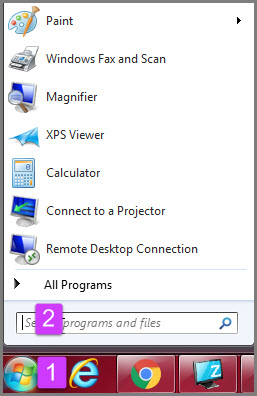 Paint
Windows Fax and Scan
Magnifier
XPS Viewer
Calculator
Connect to a Projector
Remote Desktop Connection
All Programs
2
programs and files
1
Z